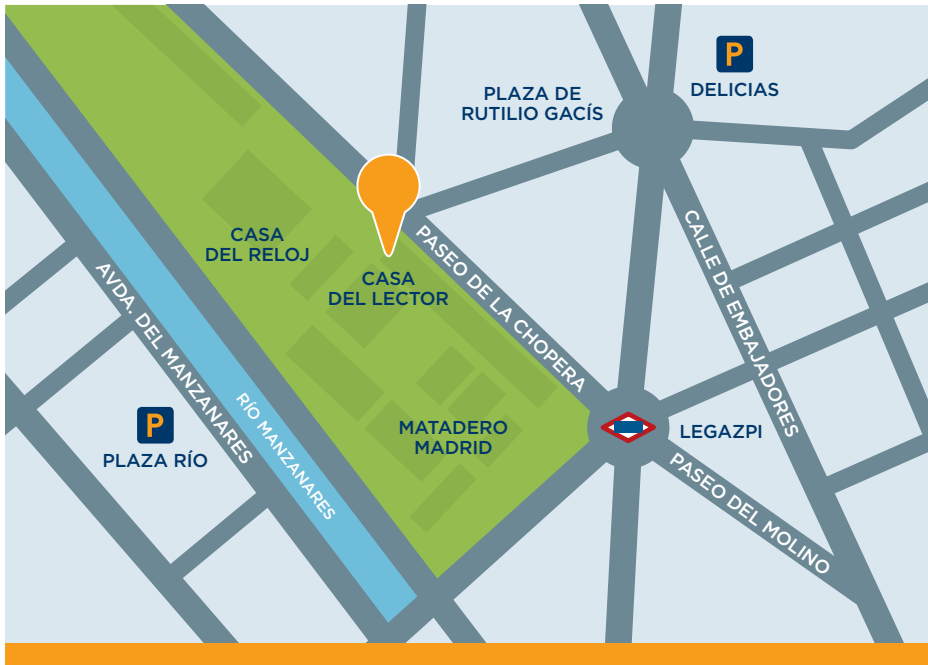 P
DELICIAS
PLAZA DE
RUTILIO GACÍS
CASA
DEL RELOJ
CASA
DEL LECTOR
PASEO DE LA CHOPERA
CALLE DE EMBAJADORES
AVDA. DEL MANZANARES
RÍO MANZANARES
P
PLAZA RÍO
MATADERO
MADRID
LEGAZPI
PASEO DEL MOLINO